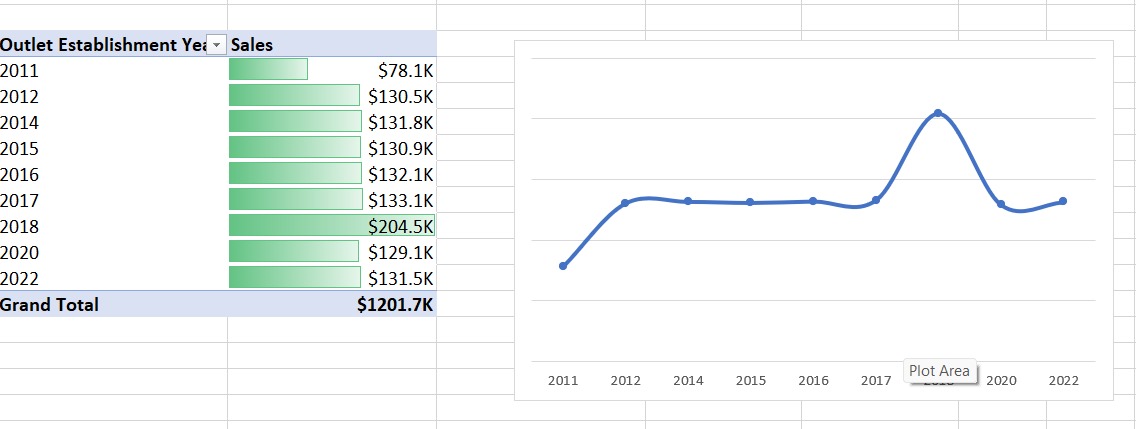 Outlet Establishment Yea Sales
2011 $78.1K
2012 $130.5K
2014 $131.8K
2015 $130.9K
2016 $132.1K
2017 $133.1K
2018 $204.5K
2020 $129.1K
2022 $131.5K
Grand Total $1201.7K
Plot Area
2011 2012 2014 2015 2016 2017 2020 2022